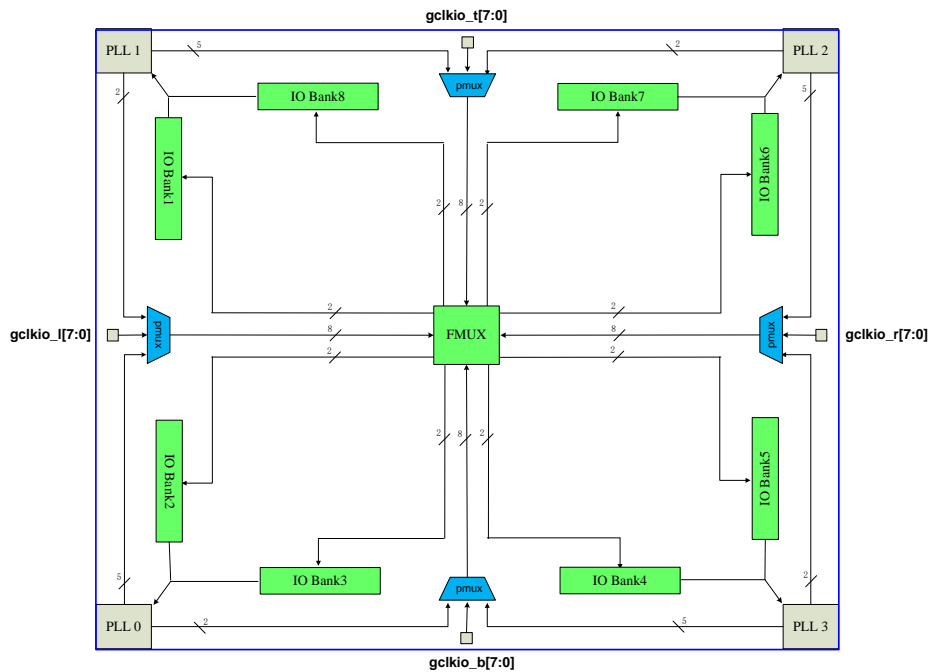 gclkio_t[7:0]
PLL 1
5
2
PLL 2
pmux
2
IO Bank8
IO Bank7
5
IO Bank1
IO Bank6
2
8
2
2
2
gclkio_l[7:0]
pmux
8
FMUX
8
pmux
gclkio_r[7:0]
2
2
2
8
2
IO Bank2
IO Bank5
5
IO Bank3
IO Bank4
2
pmux
PLL 0
2
5
PLL 3
gclkio_b[7:0]